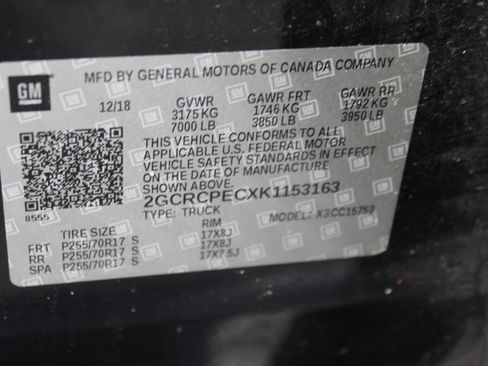 GM
MFD BY GENERAL MOTORS OF CANADA COMPANY
12/18 GVWR GAWR FRT GAWR RR
3175 KG 1746 KG 1792 KG
7000 LB 3850 LB 3950 LB
THIS VEHICLE CONFORMS TO ALL
APPLICABLE U.S. FEDERAL MOTOR
VEHICLE SAFETY STANDARDS IN
EFFECT ON THE DATE OF MANUFACTURE
SHOWN ABOVE.
2GCRCPECXK1153163
8555
TYPE: TRUCK MODEL: X3CC15753
TIRE SIZE RIM
FRT P255/70R17 S 17X8J
RR P255/70R17 S 17X8J
SPA P255/70R17 S 17X7.5J